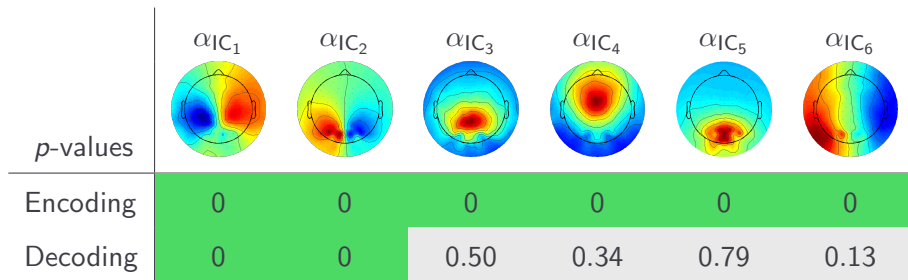 α_IC₁ α_IC₂ α_IC₃ α_IC₄ α_IC₅ α_IC₆
p-values
Encoding 0 0 0 0 0 0
Decoding 0 0 0.50 0.34 0.79 0.13